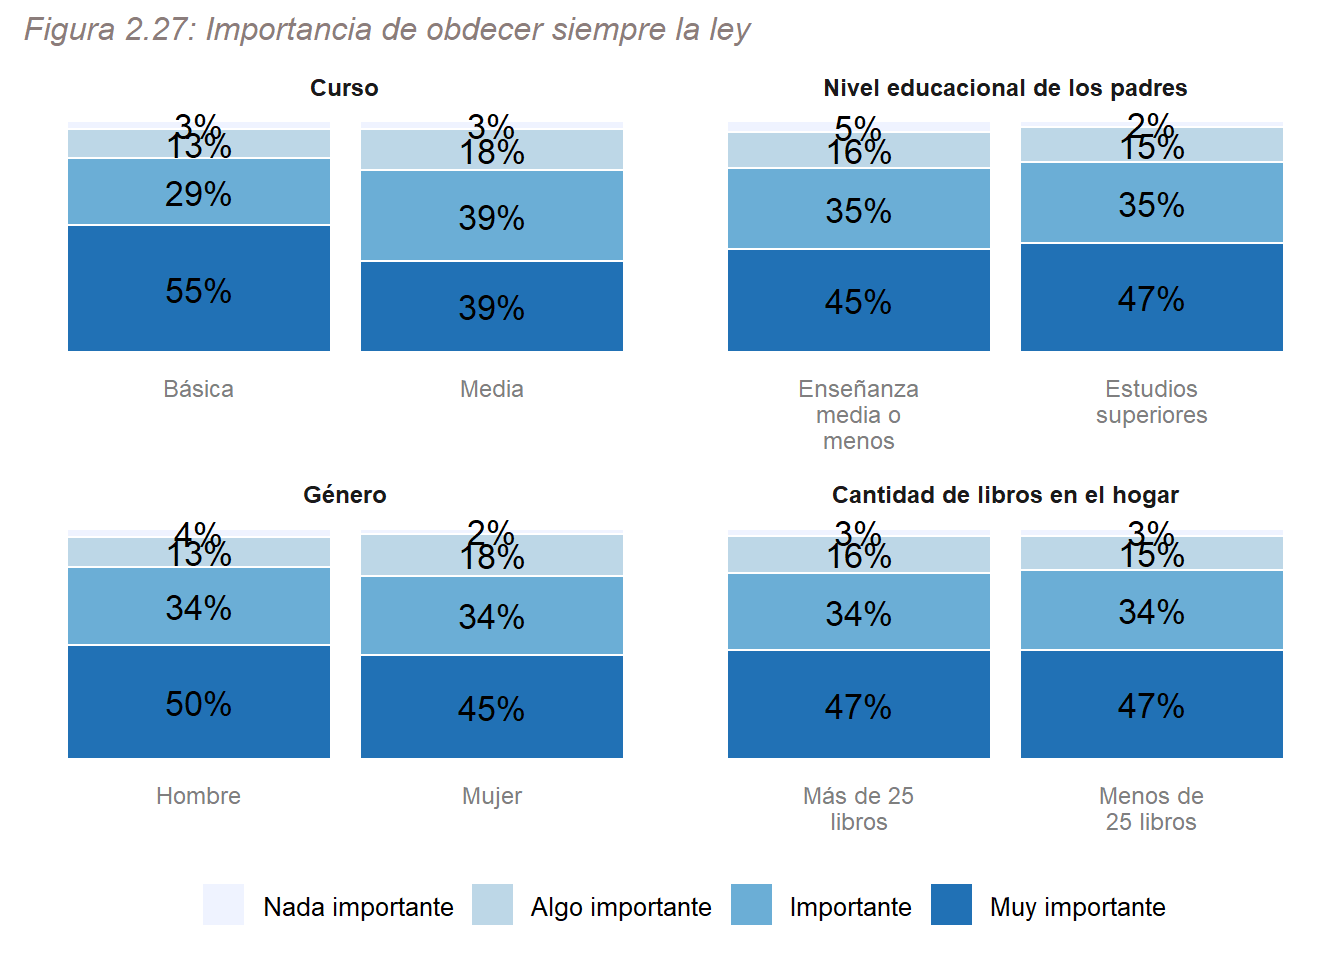 Figura 2.27: Importancia de obdecer siempre la ley
Curso
3%
13%
29%
55%
Básica
3%
18%
39%
39%
Media
Nivel educacional de los padres
5%
16%
35%
45%
Enseñanza
media o
menos
2%
15%
35%
47%
Estudios
superiores
Género
4%
13%
34%
50%
Hombre
2%
18%
34%
45%
Mujer
Cantidad de libros en el hogar
3%
16%
34%
47%
Más de 25
libros
3%
15%
34%
47%
Menos de
25 libros
Nada importante
Algo importante
Importante
Muy importante